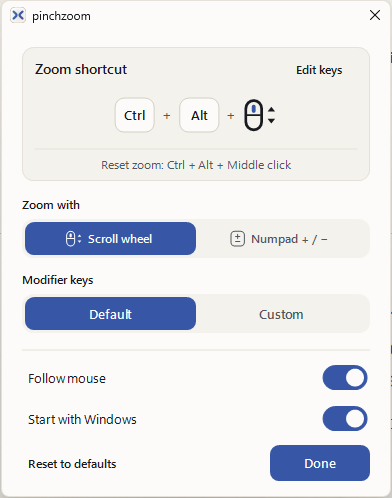 pinchzoom
Zoom shortcut Edit keys
Ctrl + Alt +
Reset zoom: Ctrl + Alt + Middle click
Zoom with
Scroll wheel Numpad + / −
Modifier keys
Default Custom
Follow mouse
Start with Windows
Reset to defaults Done